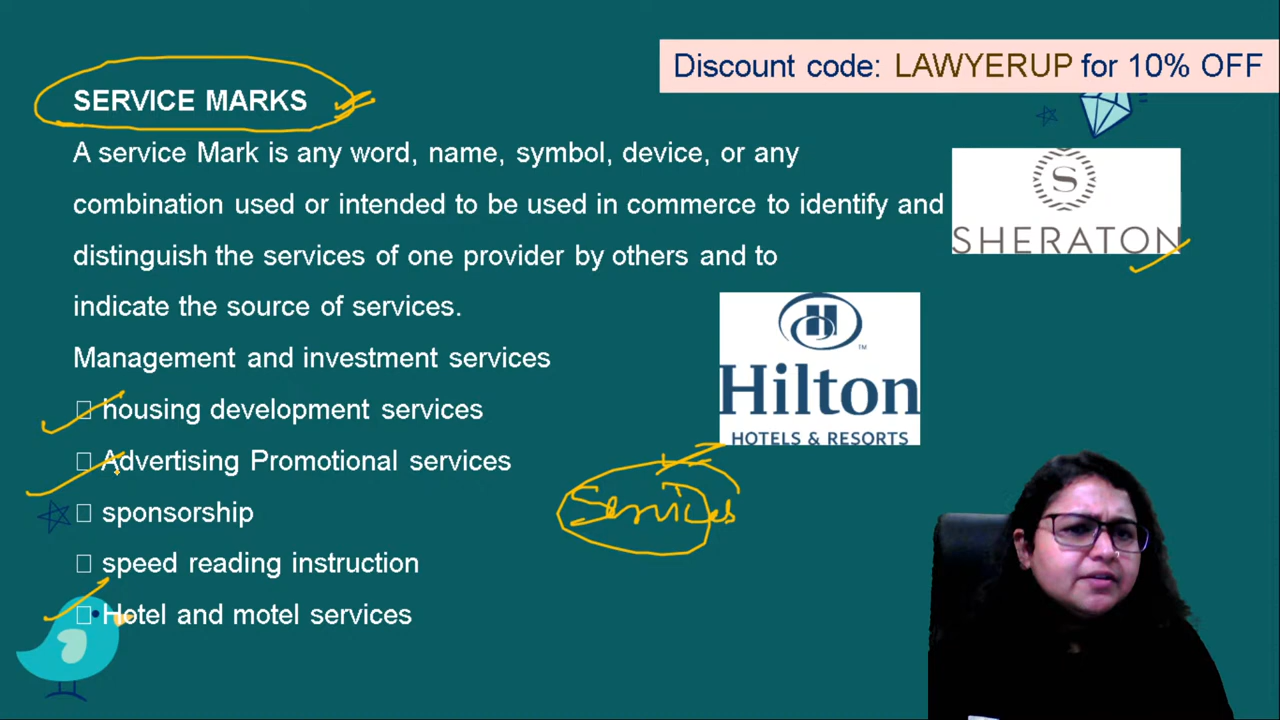 Discount code: LAWYERUP for 10% OFF
SERVICE MARKS
A service Mark is any word, name, symbol, device, or any
combination used or intended to be used in commerce to identify and
distinguish the services of one provider by others and to
indicate the source of services.
Management and investment services
housing development services
Advertising Promotional services
sponsorship
speed reading instruction
Hotel and motel services
S
SHERATON
H
TM
Hilton
HOTELS & RESORTS
Services